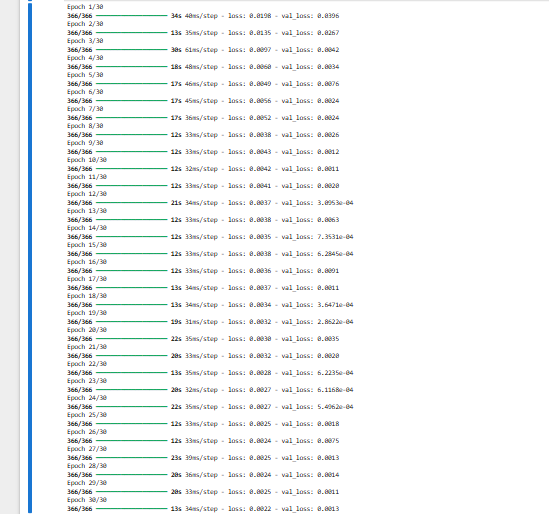 Epoch 1/30
366/366 ━━━━━━━━━━ 34s 40ms/step - loss: 0.0198 - val_loss: 0.0396
Epoch 2/30
366/366 ━━━━━━━━━━ 13s 35ms/step - loss: 0.0135 - val_loss: 0.0267
Epoch 3/30
366/366 ━━━━━━━━━━ 30s 61ms/step - loss: 0.0097 - val_loss: 0.0042
Epoch 4/30
366/366 ━━━━━━━━━━ 18s 48ms/step - loss: 0.0060 - val_loss: 0.0034
Epoch 5/30
366/366 ━━━━━━━━━━ 17s 46ms/step - loss: 0.0049 - val_loss: 0.0076
Epoch 6/30
366/366 ━━━━━━━━━━ 17s 45ms/step - loss: 0.0056 - val_loss: 0.0024
Epoch 7/30
366/366 ━━━━━━━━━━ 17s 36ms/step - loss: 0.0052 - val_loss: 0.0024
Epoch 8/30
366/366 ━━━━━━━━━━ 12s 33ms/step - loss: 0.0038 - val_loss: 0.0026
Epoch 9/30
366/366 ━━━━━━━━━━ 12s 33ms/step - loss: 0.0043 - val_loss: 0.0012
Epoch 10/30
366/366 ━━━━━━━━━━ 12s 32ms/step - loss: 0.0042 - val_loss: 0.0011
Epoch 11/30
366/366 ━━━━━━━━━━ 12s 33ms/step - loss: 0.0041 - val_loss: 0.0020
Epoch 12/30
366/366 ━━━━━━━━━━ 21s 34ms/step - loss: 0.0037 - val_loss: 3.0953e-04
Epoch 13/30
366/366 ━━━━━━━━━━ 12s 33ms/step - loss: 0.0038 - val_loss: 0.0063
Epoch 14/30
366/366 ━━━━━━━━━━ 12s 33ms/step - loss: 0.0035 - val_loss: 7.3531e-04
Epoch 15/30
366/366 ━━━━━━━━━━ 12s 33ms/step - loss: 0.0038 - val_loss: 6.2845e-04
Epoch 16/30
366/366 ━━━━━━━━━━ 12s 33ms/step - loss: 0.0036 - val_loss: 0.0091
Epoch 17/30
366/366 ━━━━━━━━━━ 13s 34ms/step - loss: 0.0037 - val_loss: 0.0011
Epoch 18/30
366/366 ━━━━━━━━━━ 13s 34ms/step - loss: 0.0034 - val_loss: 3.6471e-04
Epoch 19/30
366/366 ━━━━━━━━━━ 19s 31ms/step - loss: 0.0032 - val_loss: 2.8622e-04
Epoch 20/30
366/366 ━━━━━━━━━━ 22s 35ms/step - loss: 0.0030 - val_loss: 0.0035
Epoch 21/30
366/366 ━━━━━━━━━━ 20s 33ms/step - loss: 0.0032 - val_loss: 0.0020
Epoch 22/30
366/366 ━━━━━━━━━━ 13s 35ms/step - loss: 0.0028 - val_loss: 6.2235e-04
Epoch 23/30
366/366 ━━━━━━━━━━ 20s 32ms/step - loss: 0.0027 - val_loss: 6.1168e-04
Epoch 24/30
366/366 ━━━━━━━━━━ 22s 35ms/step - loss: 0.0027 - val_loss: 5.4962e-04
Epoch 25/30
366/366 ━━━━━━━━━━ 12s 33ms/step - loss: 0.0025 - val_loss: 0.0018
Epoch 26/30
366/366 ━━━━━━━━━━ 12s 33ms/step - loss: 0.0024 - val_loss: 0.0075
Epoch 27/30
366/366 ━━━━━━━━━━ 23s 39ms/step - loss: 0.0025 - val_loss: 0.0013
Epoch 28/30
366/366 ━━━━━━━━━━ 20s 36ms/step - loss: 0.0024 - val_loss: 0.0014
Epoch 29/30
366/366 ━━━━━━━━━━ 20s 33ms/step - loss: 0.0025 - val_loss: 0.0011
Epoch 30/30
366/366 ━━━━━━━━━━ 13s 34ms/step - loss: 0.0022 - val_loss: 0.0013